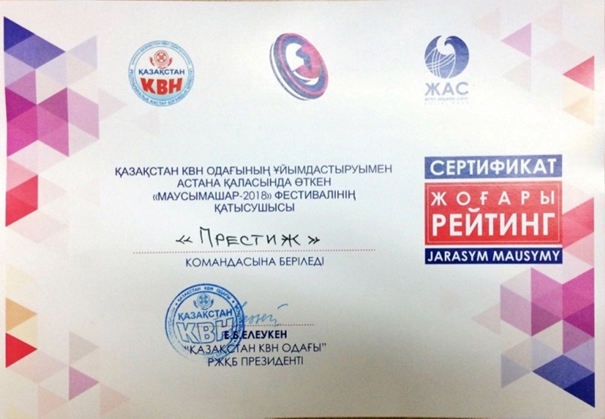 ҚАЗАҚСТАН
КВН
ЖАС
ҚАЗАҚСТАН КВН ОДАҒЫНЫҢ ҰЙЫМДАСТЫРУЫМЕН
АСТАНА ҚАЛАСЫНДА ӨТКЕН
«МАУСЫМАШАР-2018» ФЕСТИВАЛІНІҢ
ҚАТЫСУШЫСЫ
« ПРЕСТИЖ »
КОМАНДАСЫНА БЕРІЛЕДІ
СЕРТИФИКАТ
ЖОҒАРЫ
РЕЙТИНГ
JARASYM MAUSYMY
ҚАЗАҚСТАН
КВН
Е.Б.ЕЛЕУКЕН
"ҚАЗАҚСТАН КВН ОДАҒЫ"
РЖҚБ ПРЕЗИДЕНТІ